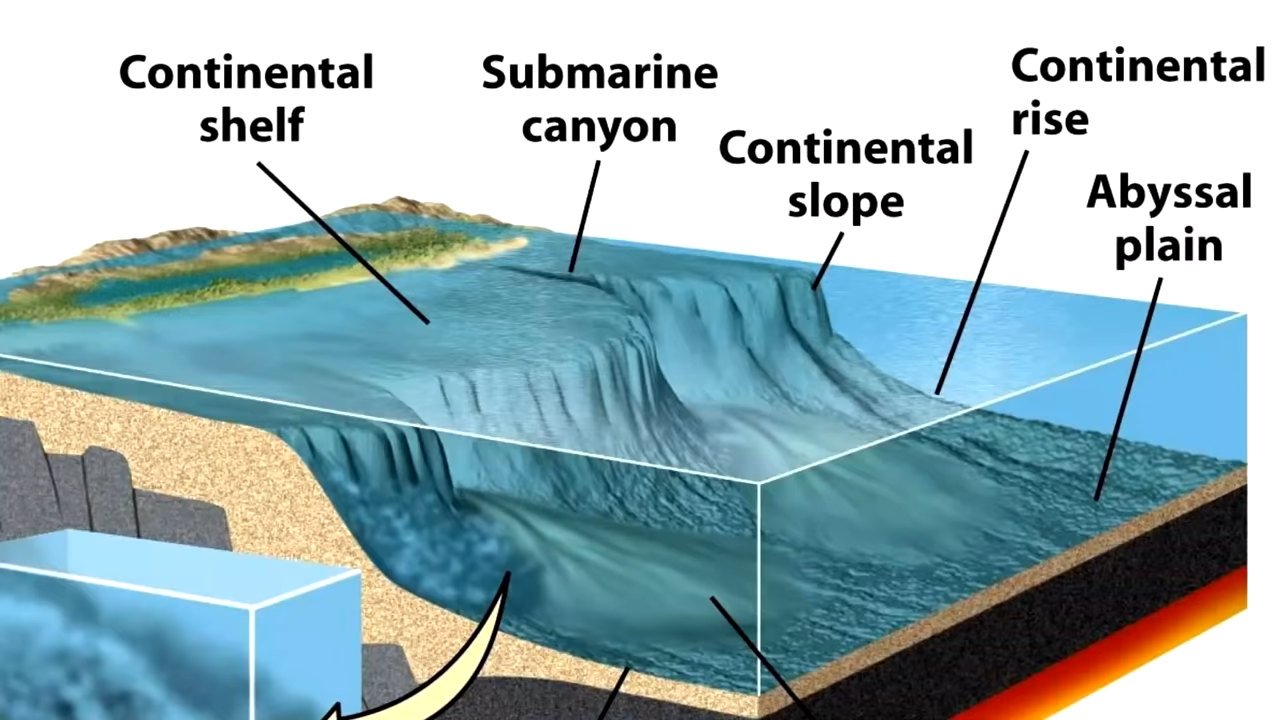 Continental
shelf
Submarine
canyon
Continental
slope
Continental
rise
Abyssal
plain